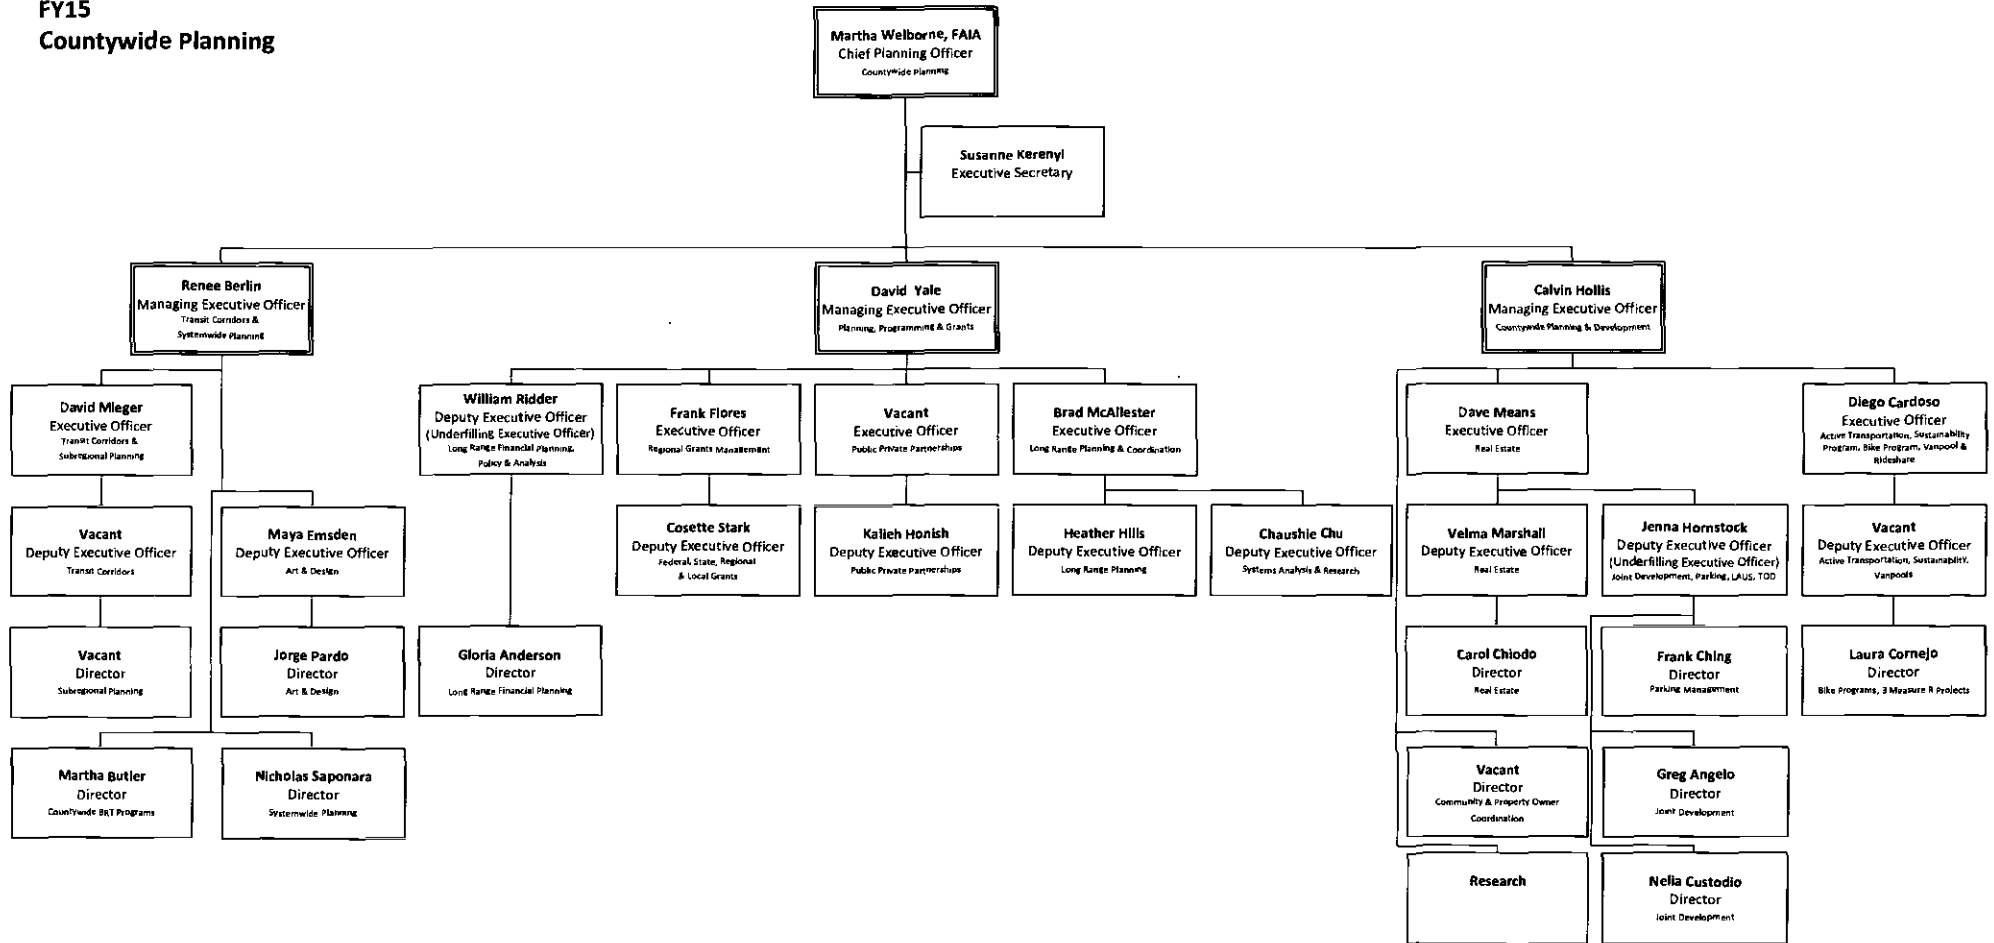 FY15
Countywide Planning
Martha Welborne, FAIA
Chief Planning Officer
Countywide Planning
Susanne Kerenyl
Executive Secretary
Renee Berlin
Managing Executive Officer
Transit Corridors &
Systemwide Planning
David Yale
Managing Executive Officer
Planning, Programming & Grants
Calvin Hollis
Managing Executive Officer
Countywide Planning & Development
David Mleger
Executive Officer
Transit Corridors &
Subregional Planning
William Ridder
Deputy Executive Officer
(Underfilling Executive Officer)
Long Range Financial Planning,
Policy & Analysis
Frank Flores
Executive Officer
Regional Grants Management
Vacant
Executive Officer
Public Private Partnerships
Brad McAllester
Executive Officer
Long Range Planning & Coordination
Dave Means
Executive Officer
Real Estate
Diego Cardoso
Executive Officer
Active Transportation, Sustainability
Program, Bike Program, Vanpool &
Rideshare
Vacant
Deputy Executive Officer
Transit Corridors
Maya Emsden
Deputy Executive Officer
Art & Design
Cosette Stark
Deputy Executive Officer
Federal, State, Regional
& Local Grants
Kalieh Honish
Deputy Executive Officer
Public Private Partnerships
Heather Hills
Deputy Executive Officer
Long Range Planning
Chaushie Chu
Deputy Executive Officer
Systems Analysis & Research
Velma Marshall
Deputy Executive Officer
Real Estate
Jenna Hornstock
Deputy Executive Officer
(Underfilling Executive Officer)
Joint Development, Parking, LAUS, TOD
Vacant
Deputy Executive Officer
Active Transportation, Sustainability,
Vanpools
Vacant
Director
Subregional Planning
Jorge Pardo
Director
Art & Design
Gloria Anderson
Director
Long Range Financial Planning
Carol Chiodo
Director
Real Estate
Frank Ching
Director
Parking Management
Laura Cornejo
Director
Bike Programs, 3 Measure R Projects
Martha Butler
Director
Countywide BRT Programs
Nicholas Saponara
Director
Systemwide Planning
Vacant
Director
Community & Property Owner
Coordination
Greg Angelo
Director
Joint Development
Research
Nelia Custodio
Director
Joint Development